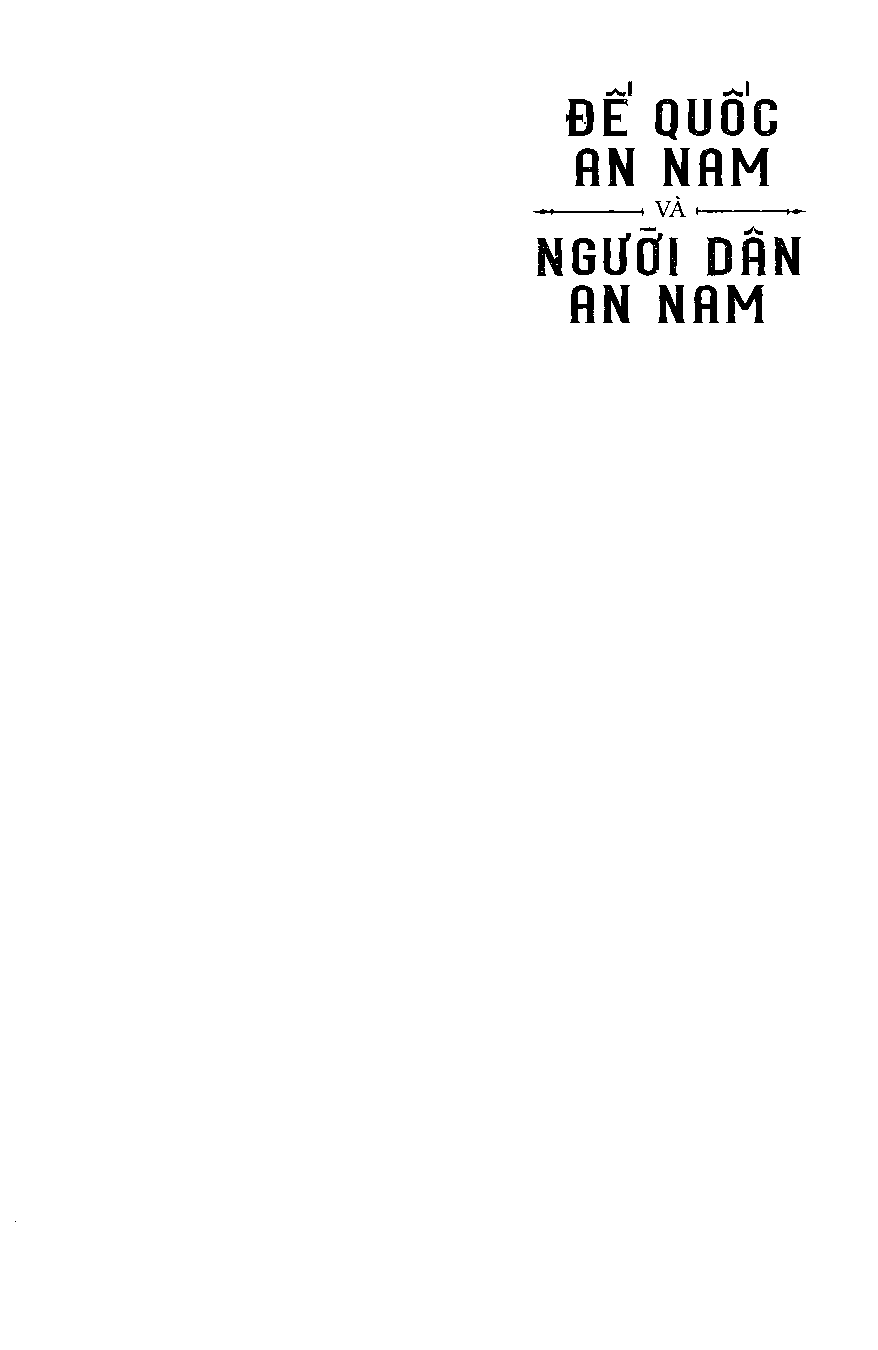 ĐẾ QUỐC
AN NAM
VÀ
NGƯỜI DÂN
AN NAM